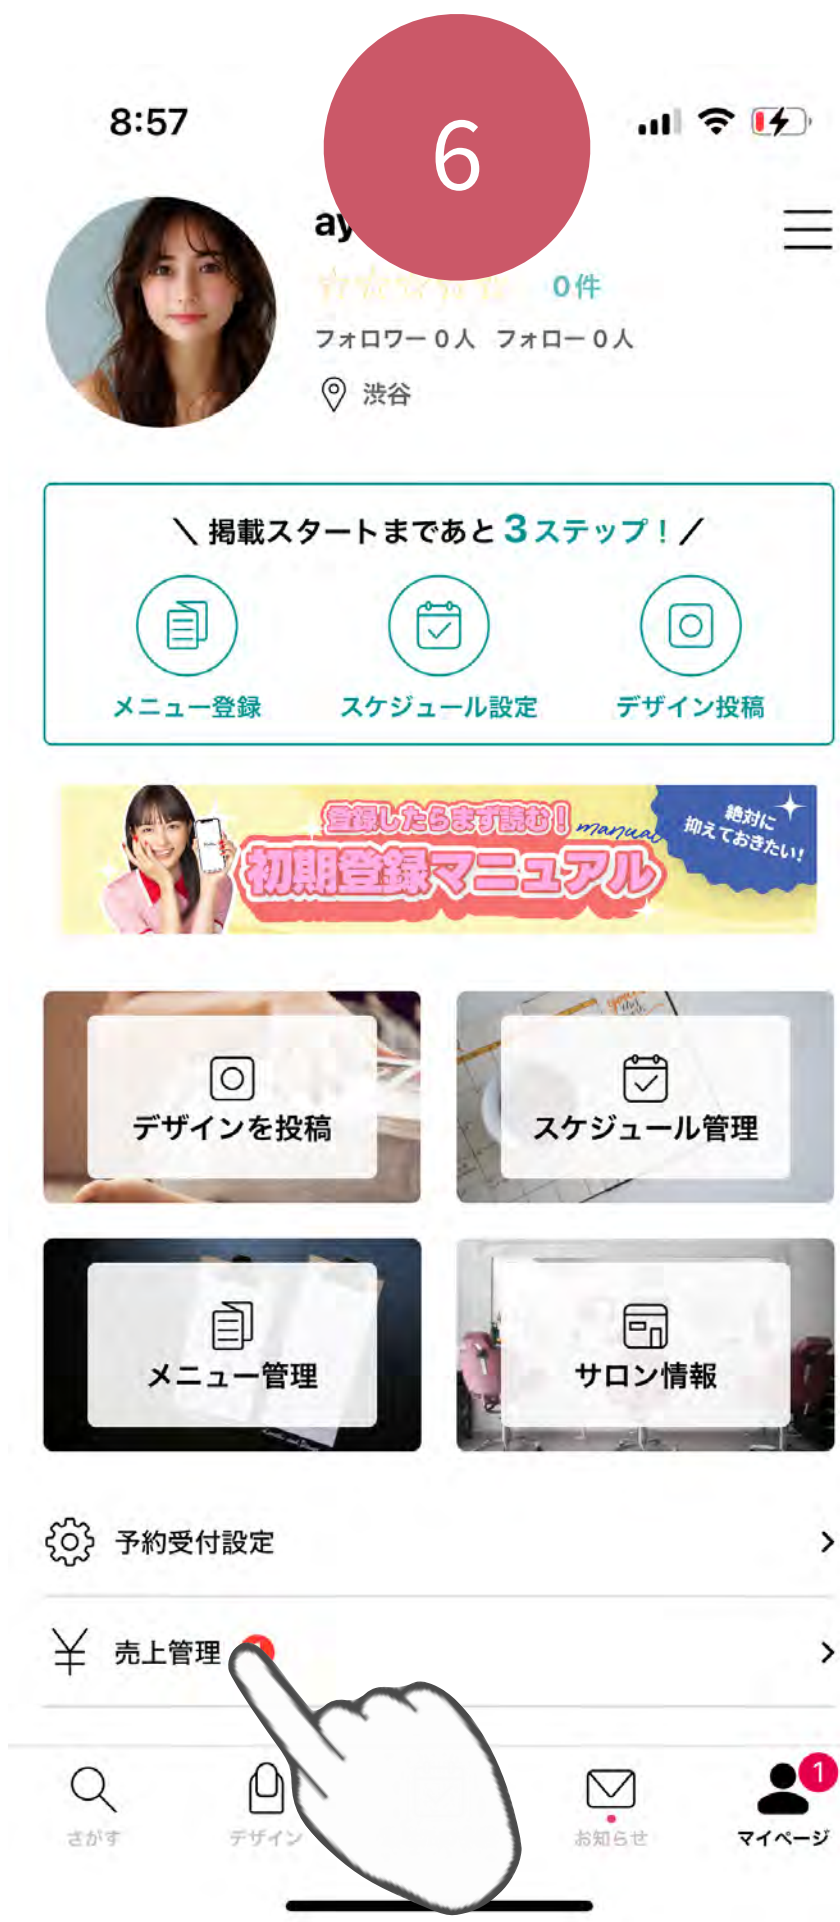 6
8:57
ay
0件
フォロワー 0人 フォロー 0人
渋谷
\ 掲載スタートまであと 3 ステップ！ /
メニュー登録 スケジュール設定 デザイン投稿
登録したらまず読む！ manual
初期登録マニュアル
絶対に
抑えておきたい！
デザインを投稿 スケジュール管理
メニュー管理 サロン情報
予約受付設定
売上管理
1
さがす デザイン お知らせ マイページ